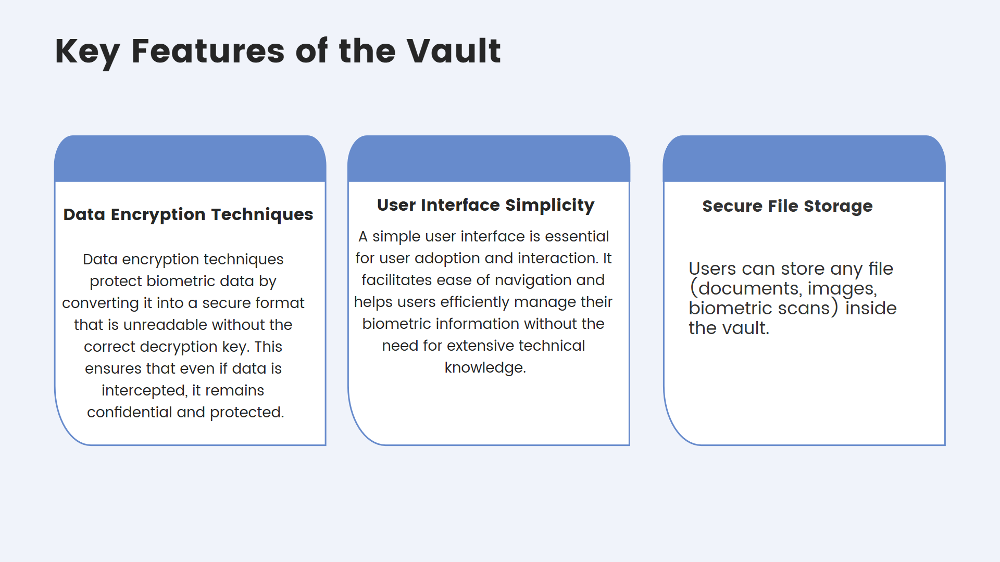 Key Features of the Vault
Data Encryption Techniques
Data encryption techniques
protect biometric data by
converting it into a secure format
that is unreadable without the
correct decryption key. This
ensures that even if data is
intercepted, it remains
confidential and protected.
User Interface Simplicity
A simple user interface is essential
for user adoption and interaction. It
facilitates ease of navigation and
helps users efficiently manage their
biometric information without the
need for extensive technical
knowledge.
Secure File Storage
Users can store any file
(documents, images,
biometric scans) inside
the vault.